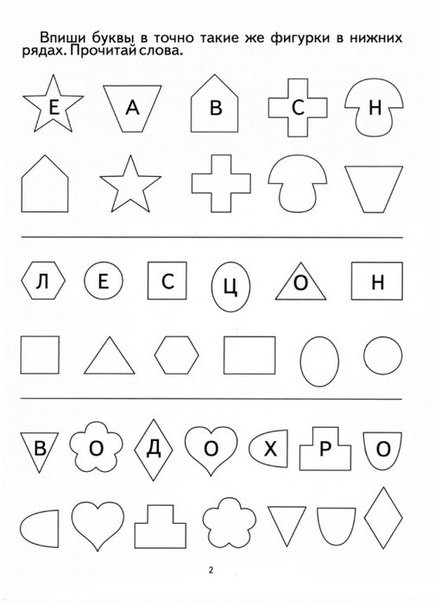 Впиши буквы в точно такие же фигурки в нижних
рядах. Прочитай слова.
Е А В С Н
Л Е С Ц О Н
В О Д О Х Р О
2